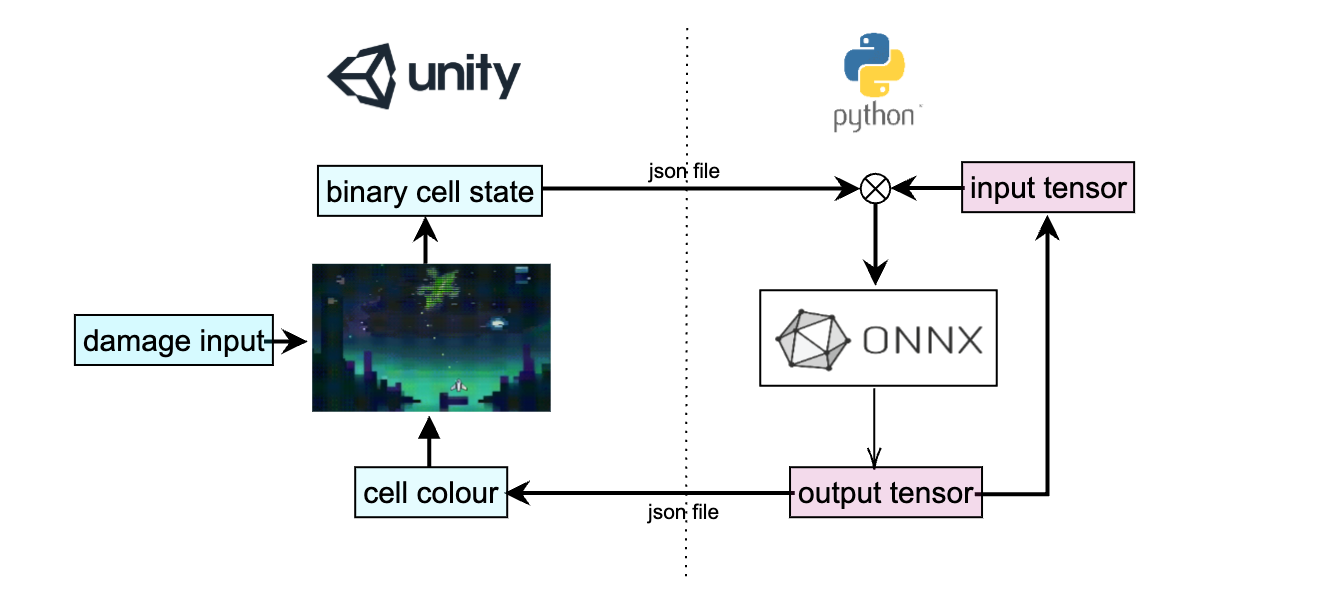 unity
python
json file
binary cell state
input tensor
damage input
ONNX
cell colour
output tensor
json file